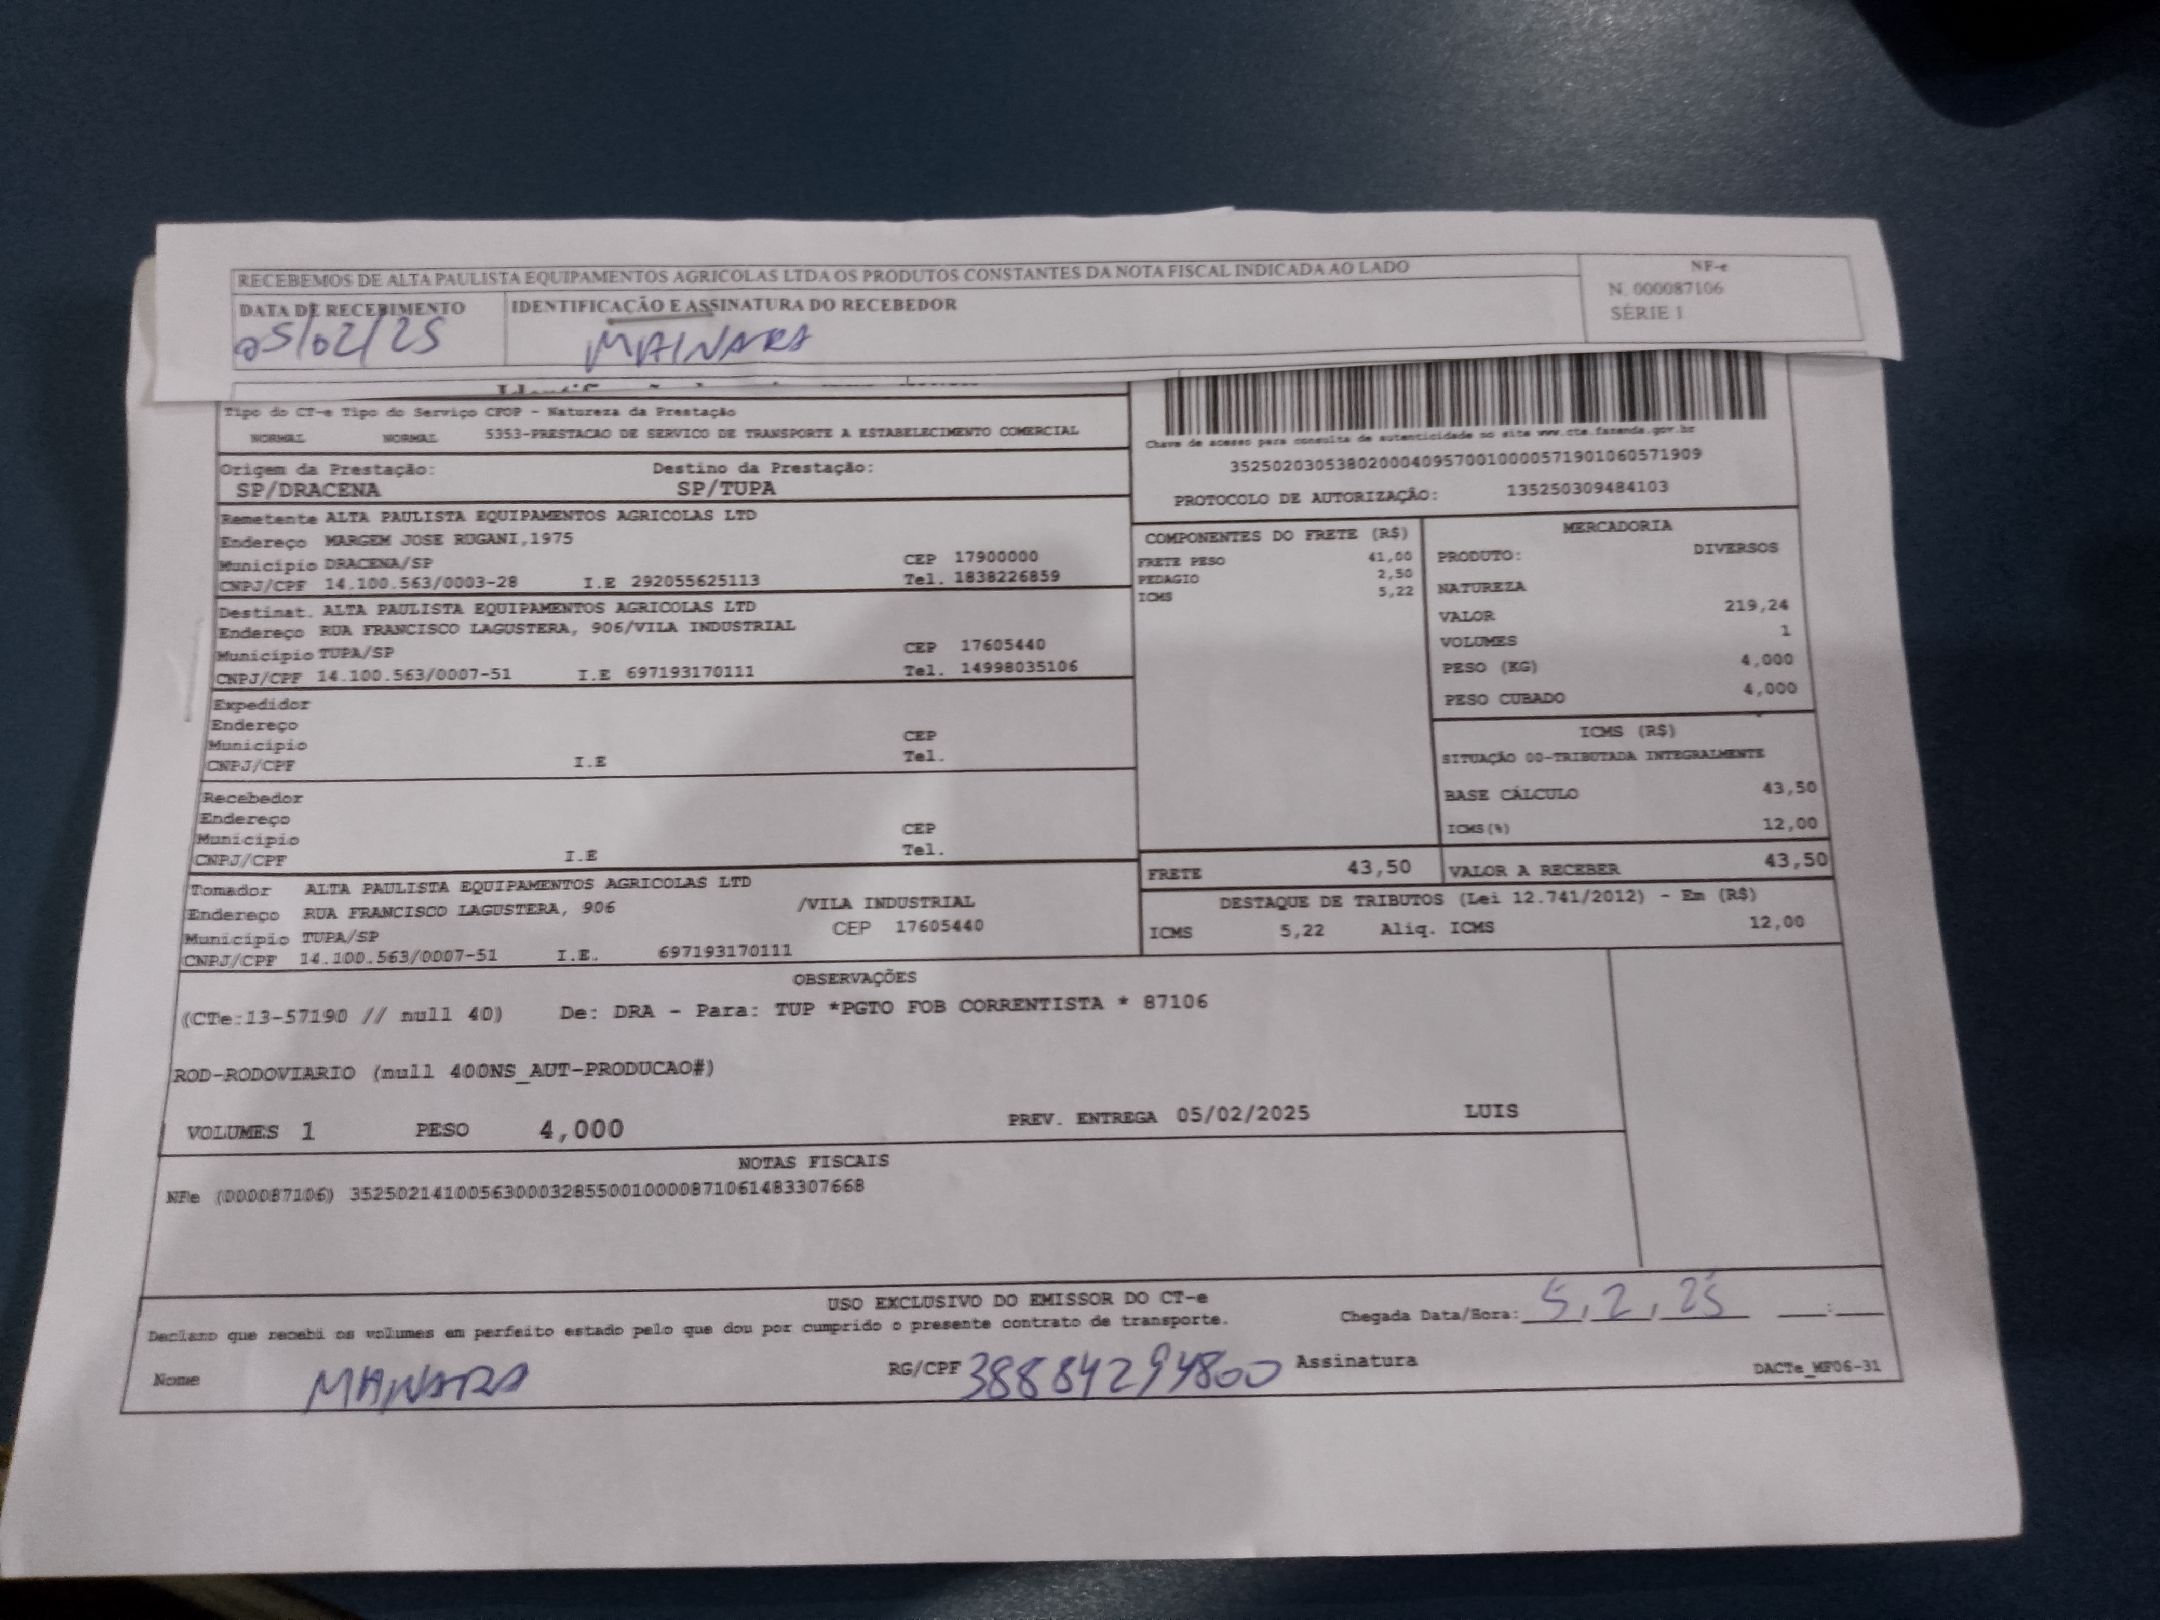 RECEBEMOS DE ALTA PAULISTA EQUIPAMENTOS AGRICOLAS LTDA OS PRODUTOS CONSTANTES DA NOTA FISCAL INDICADA AO LADO
NF-e
N. 000087106
SÉRIE 1
DATA DE RECEBIMENTO
05/02/25
IDENTIFICAÇÃO E ASSINATURA DO RECEBEDOR
MAINARA
Tipo do CT-e Tipo do Serviço CFOP - Natureza da Prestação
NORMAL NORMAL 5353-PRESTACAO DE SERVICO DE TRANSPORTE A ESTABELECIMENTO COMERCIAL
Chave de acesso para consulta de autenticidade no site www.cte.fazenda.gov.br
35250203053802000409570010000571901060571909
PROTOCOLO DE AUTORIZAÇÃO: 135250309484103
Origem da Prestação: Destino da Prestação:
SP/DRACENA SP/TUPA
Remetente ALTA PAULISTA EQUIPAMENTOS AGRICOLAS LTD
Endereço MARGEM JOSE RUGANI,1975
Município DRACENA/SP CEP 17900000
CNPJ/CPF 14.100.563/0003-28 I.E 292055625113 Tel. 1838226859
Destinat. ALTA PAULISTA EQUIPAMENTOS AGRICOLAS LTD
Endereço RUA FRANCISCO LAGUSTERA, 906/VILA INDUSTRIAL
Município TUPA/SP CEP 17605440
CNPJ/CPF 14.100.563/0007-51 I.E 697193170111 Tel. 14998035106
Expedidor
Endereço
Município CEP
CNPJ/CPF I.E Tel.
Recebedor
Endereço
Município CEP
CNPJ/CPF I.E Tel.
Tomador ALTA PAULISTA EQUIPAMENTOS AGRICOLAS LTD
Endereço RUA FRANCISCO LAGUSTERA, 906 /VILA INDUSTRIAL
Município TUPA/SP CEP 17605440
CNPJ/CPF 14.100.563/0007-51 I.E. 697193170111
COMPONENTES DO FRETE (R$)
FRETE PESO 41,00
PEDAGIO 2,50
ICMS 5,22
MERCADORIA
PRODUTO: DIVERSOS
NATUREZA
VALOR 219,24
VOLUMES 1
PESO (KG) 4,000
PESO CUBADO 4,000
ICMS (R$)
SITUAÇÃO 00-TRIBUTADA INTEGRALMENTE
BASE CÁLCULO 43,50
ICMS(%) 12,00
FRETE 43,50 VALOR A RECEBER 43,50
DESTAQUE DE TRIBUTOS (Lei 12.741/2012) - Em (R$)
ICMS 5,22 Aliq. ICMS 12,00
OBSERVAÇÕES
((CTe:13-57190 // null 40) De: DRA - Para: TUP *PGTO FOB CORRENTISTA * 87106
ROD-RODOVIARIO (null 400NS_AUT-PRODUCAO#)
VOLUMES 1 PESO 4,000 PREV. ENTREGA 05/02/2025 LUIS
NOTAS FISCAIS
NFe (000087106) 35250214100563000328550010000871061483307668
USO EXCLUSIVO DO EMISSOR DO CT-e
Declaro que recebi os volumes em perfeito estado pelo que dou por cumprido o presente contrato de transporte.
Chegada Data/Hora: 5, 2, 25 :
Nome MAINARA RG/CPF 38884294800 Assinatura
DACTe_MF06-31